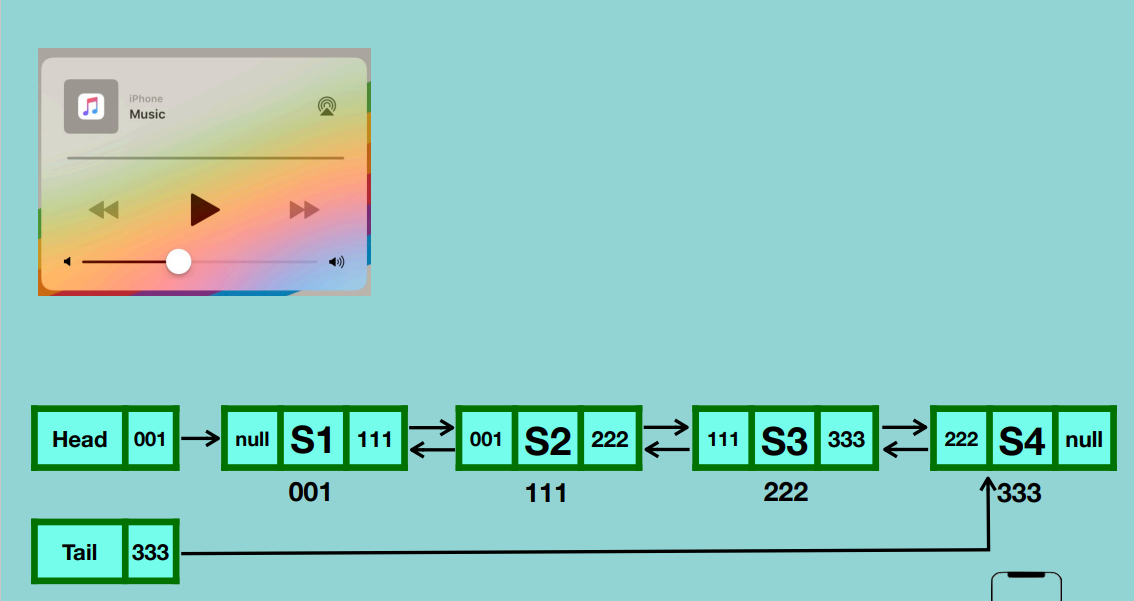 iPhone
Music
Head 001
null S1 111
001 S2 222
111 S3 333
222 S4 null
001
111
222
333
Tail 333